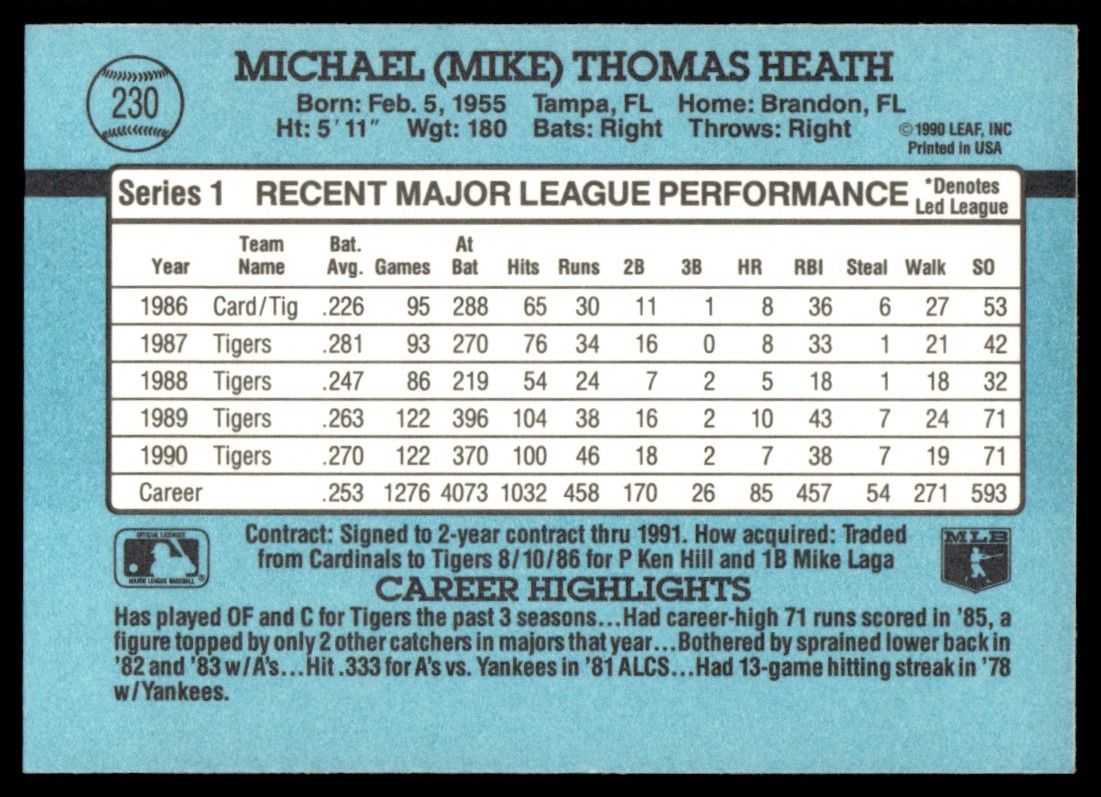 230
MICHAEL (MIKE) THOMAS HEATH
Born: Feb. 5, 1955 Tampa, FL Home: Brandon, FL
Ht: 5' 11" Wgt: 180 Bats: Right Throws: Right
©1990 LEAF, INC
Printed in USA
Series 1 RECENT MAJOR LEAGUE PERFORMANCE *Denotes
Led League
Year Team Name Bat. Avg. Games At Bat Hits Runs 2B 3B HR RBI Steal Walk SO
1986 Card/Tig .226 95 288 65 30 11 1 8 36 6 27 53
1987 Tigers .281 93 270 76 34 16 0 8 33 1 21 42
1988 Tigers .247 86 219 54 24 7 2 5 18 1 18 32
1989 Tigers .263 122 396 104 38 16 2 10 43 7 24 71
1990 Tigers .270 122 370 100 46 18 2 7 38 7 19 71
Career .253 1276 4073 1032 458 170 26 85 457 54 271 593
OFFICIAL LICENSEE
MAJOR LEAGUE BASEBALL
®
Contract: Signed to 2-year contract thru 1991. How acquired: Traded
from Cardinals to Tigers 8/10/86 for P Ken Hill and 1B Mike Laga
MLB
CAREER HIGHLIGHTS
Has played OF and C for Tigers the past 3 seasons...Had career-high 71 runs scored in '85, a
figure topped by only 2 other catchers in majors that year...Bothered by sprained lower back in
'82 and '83 w/A's...Hit .333 for A's vs. Yankees in '81 ALCS...Had 13-game hitting streak in '78
w/Yankees.